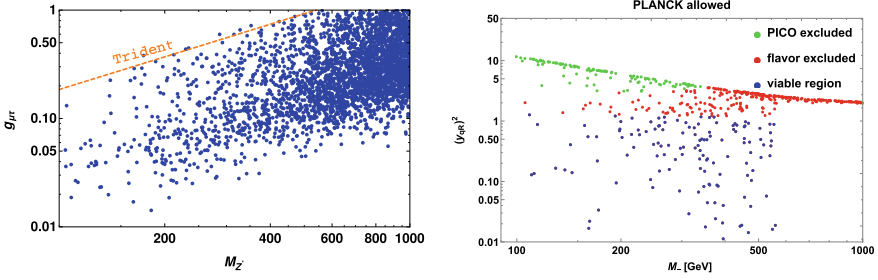 1
0.50
0.10
0.05
0.01
g_μτ
Trident
200
400
600
800
1000
M_Z'
PLANCK allowed
50
10
5
1
0.50
0.10
0.05
0.01
(y_qR)^2
PICO excluded
flavor excluded
viable region
100
200
500
1000
M_- [GeV]